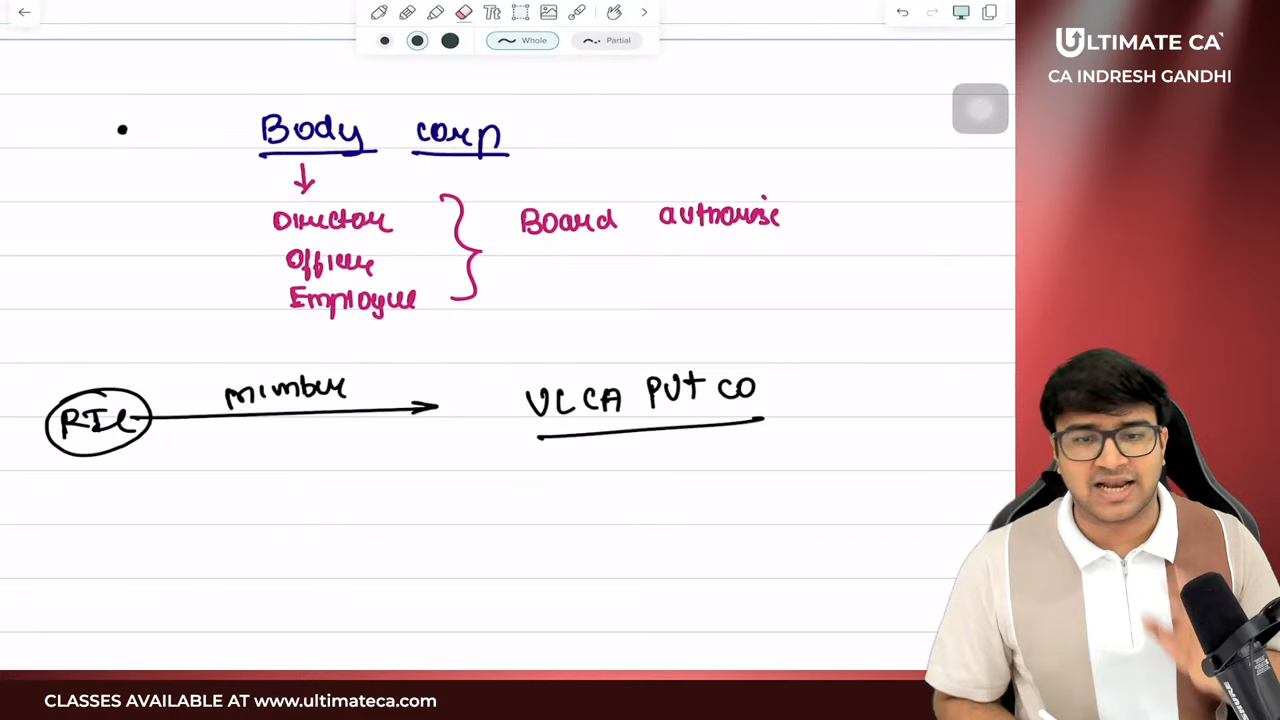 Tt
Whole
Partial
ULTIMATE CA
CA INDRESH GANDHI
Body corp
Director
Officer
Employee
Board authorise
RIL
member
ULCA PVT CO
CLASSES AVAILABLE AT www.ultimateca.com